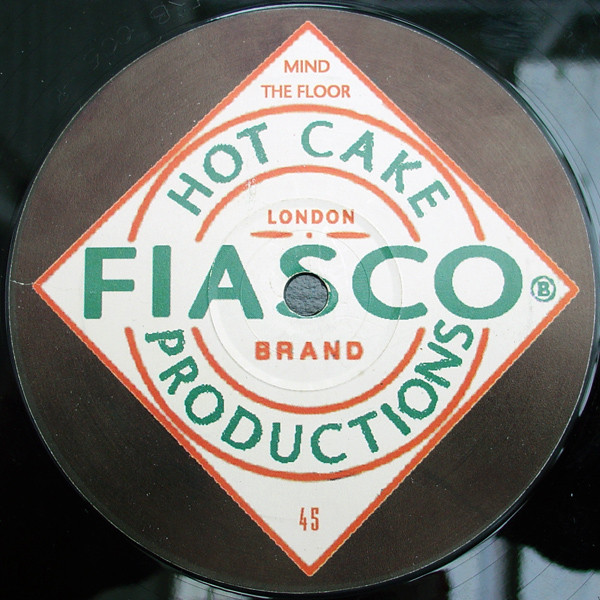 MIND
THE FLOOR
HOT CAKE
LONDON
FIASCO B
BRAND
PRODUCTIONS
45